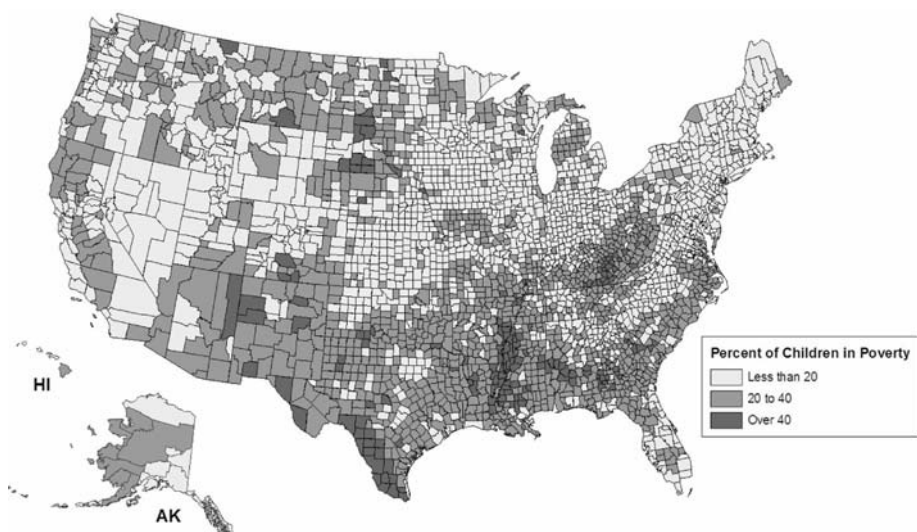 Percent of Children in Poverty
Less than 20
20 to 40
Over 40
HI
AK